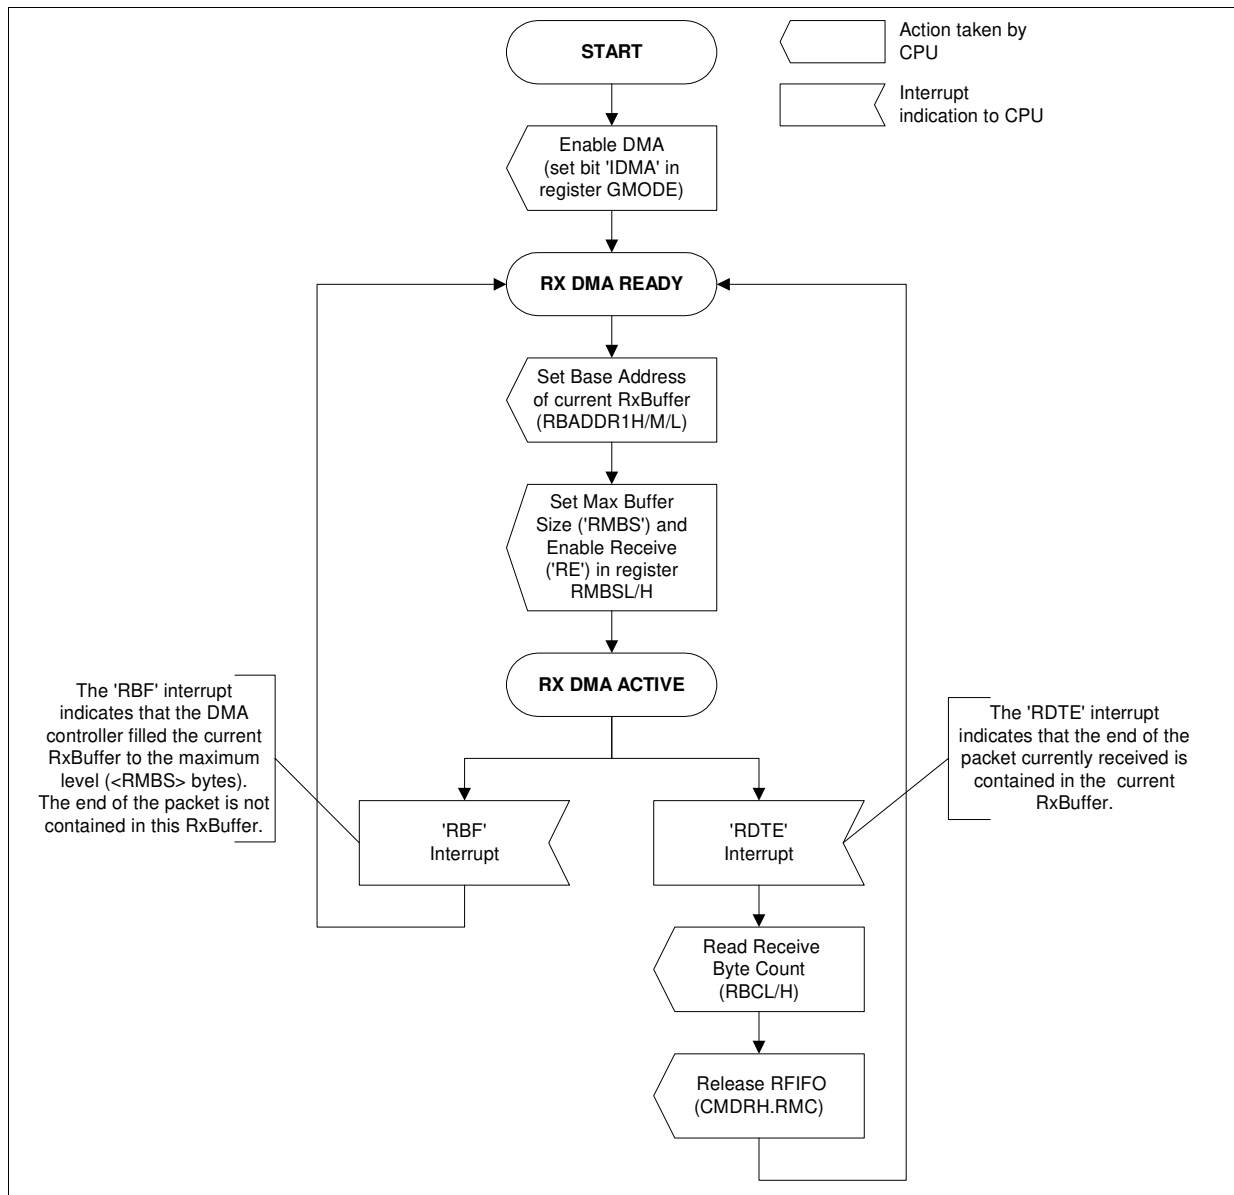 START
Action taken by
CPU
Interrupt
indication to CPU
Enable DMA
(set bit 'IDMA' in
register GMODE)
RX DMA READY
Set Base Address
of current RxBuffer
(RBADDR1H/M/L)
Set Max Buffer
Size ('RMBS') and
Enable Receive
('RE') in register
RMBSL/H
RX DMA ACTIVE
The 'RBF' interrupt
indicates that the DMA
controller filled the current
RxBuffer to the maximum
level (<RMBS> bytes).
The end of the packet is not
contained in this RxBuffer.
The 'RDTE' interrupt
indicates that the end of the
packet currently received is
contained in the  current
RxBuffer.
'RBF'
Interrupt
'RDTE'
Interrupt
Read Receive
Byte Count
(RBCL/H)
Release RFIFO
(CMDRH.RMC)